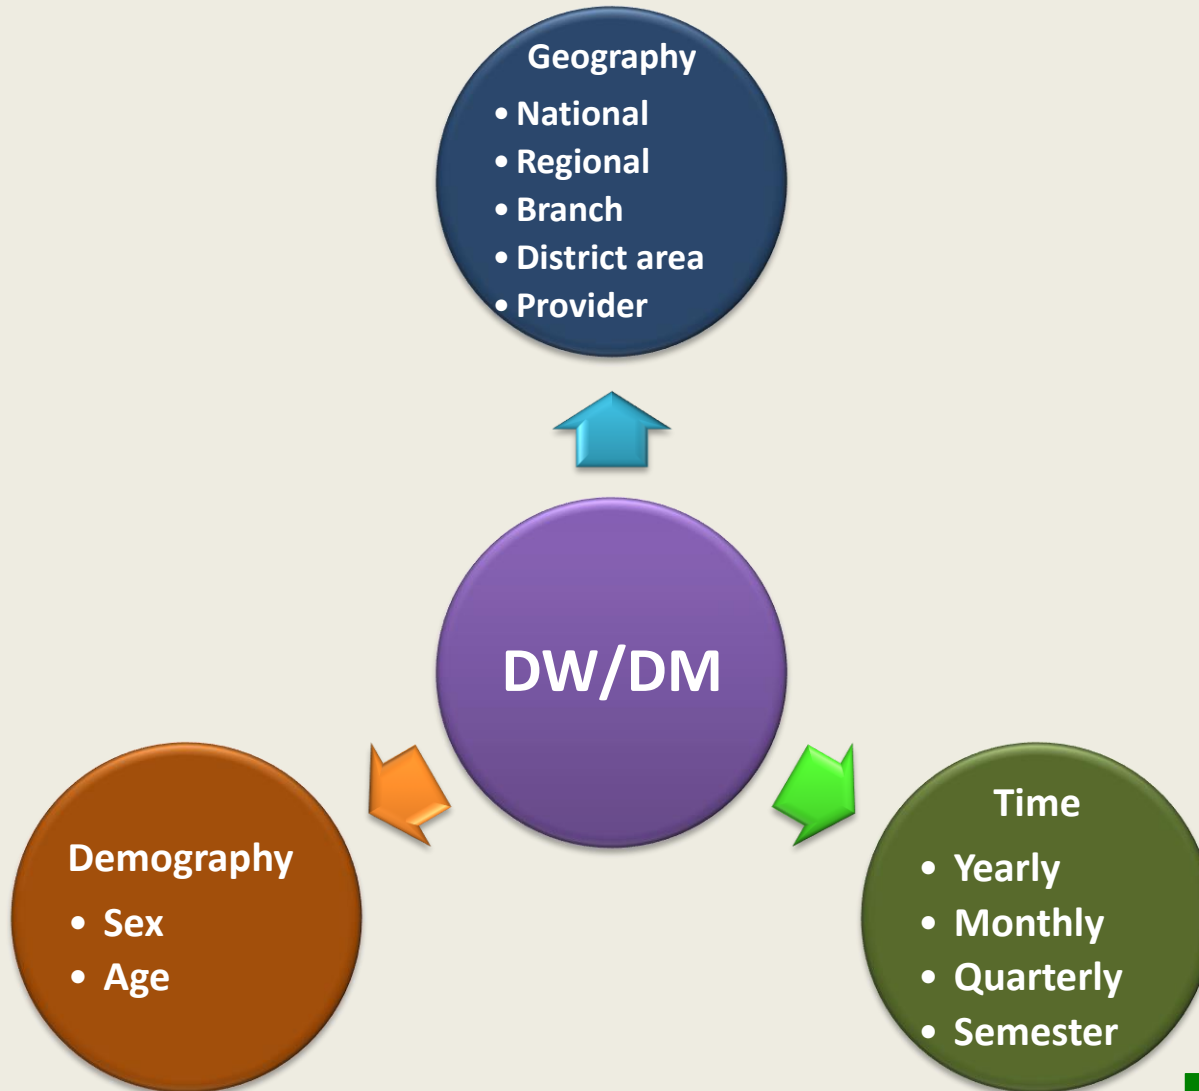 Geography
• National
• Regional
• Branch
• District area
• Provider
DW/DM
Demography
• Sex
• Age
Time
• Yearly
• Monthly
• Quarterly
• Semester